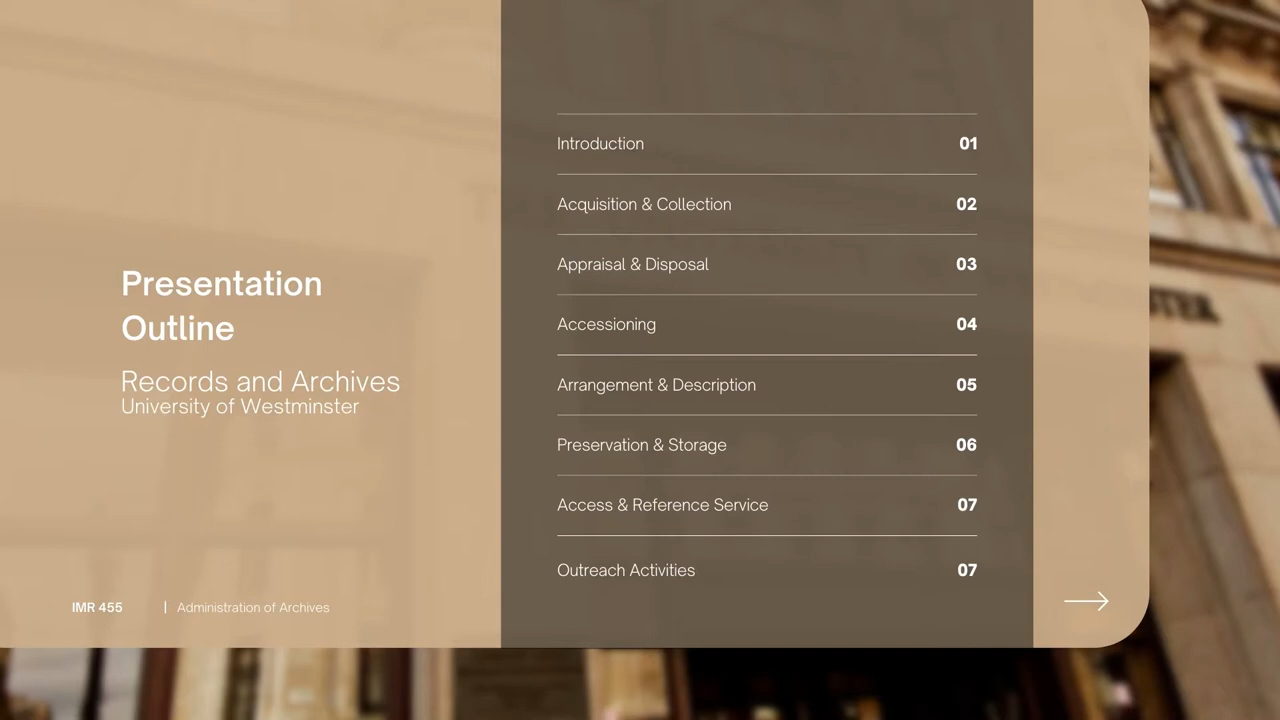 Presentation
Outline
Records and Archives
University of Westminster
IMR 455 | Administration of Archives
Introduction 01
Acquisition & Collection 02
Appraisal & Disposal 03
Accessioning 04
Arrangement & Description 05
Preservation & Storage 06
Access & Reference Service 07
Outreach Activities 07